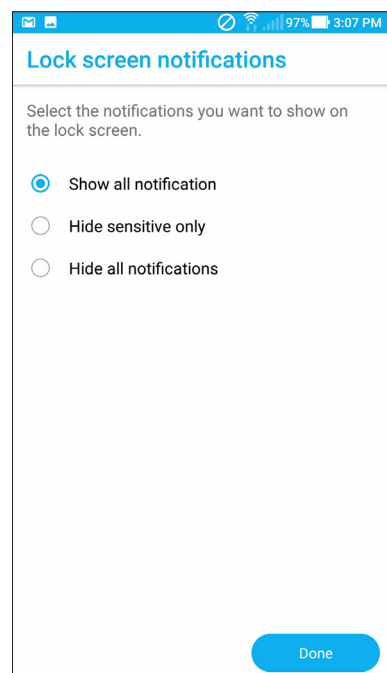 97% 3:07 PM
Lock screen notifications
Select the notifications you want to show on
the lock screen.
Show all notification
Hide sensitive only
Hide all notifications
Done